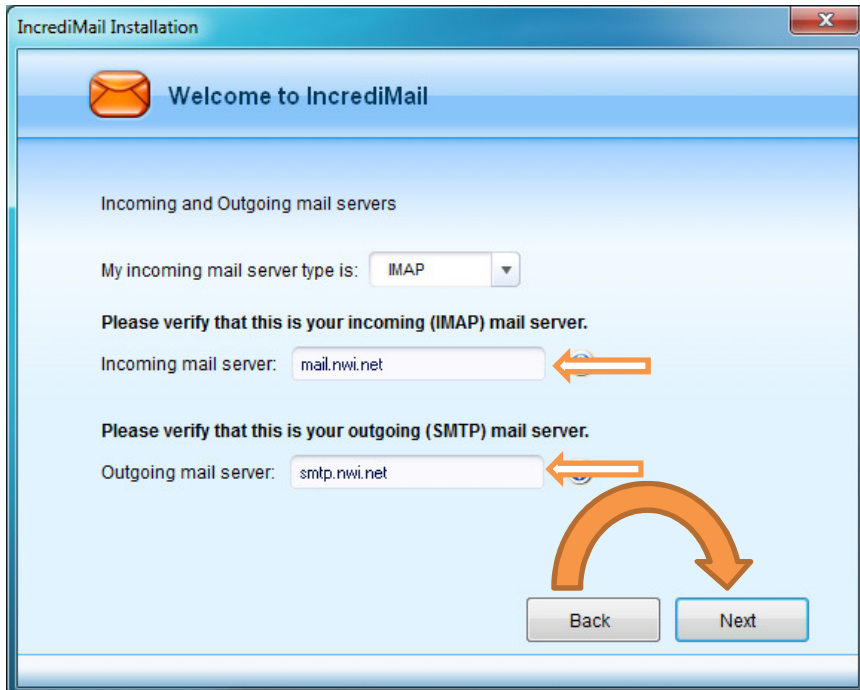 IncrediMail Installation
Welcome to IncrediMail
Incoming and Outgoing mail servers
My incoming mail server type is: IMAP
Please verify that this is your incoming (IMAP) mail server.
Incoming mail server: mail.nwi.net
Please verify that this is your outgoing (SMTP) mail server.
Outgoing mail server: smtp.nwi.net
Back Next